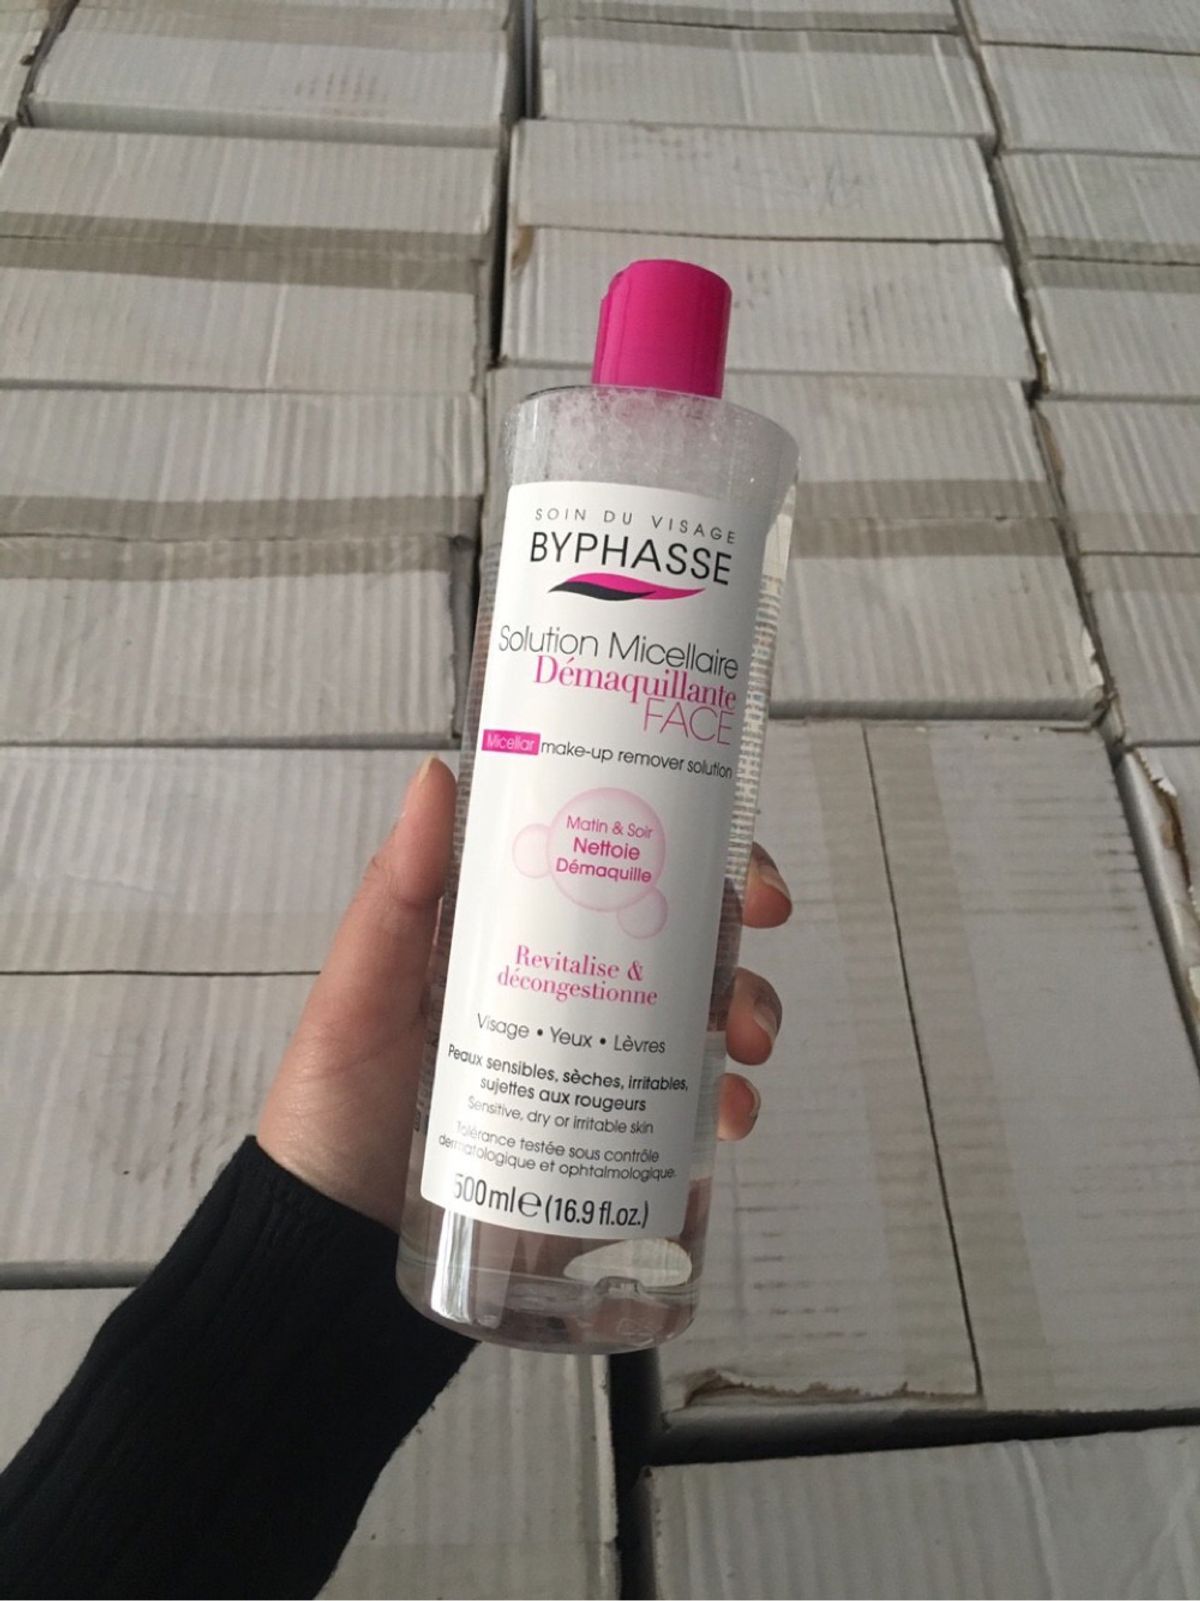 SOIN DU VISAGE
BYPHASSE
Solution Micellaire
Démaquillante
FACE
Micellar make-up remover solution
Matin & Soir
Nettoie
Démaquille
Revitalise &
décongestionne
Visage • Yeux • Lèvres
Peaux sensibles, sèches, irritables,
sujettes aux rougeurs
Sensitive, dry or irritable skin
Tolérance testée sous contrôle
dermatologique et ophtalmologique.
500ml e (16.9 fl.oz.)